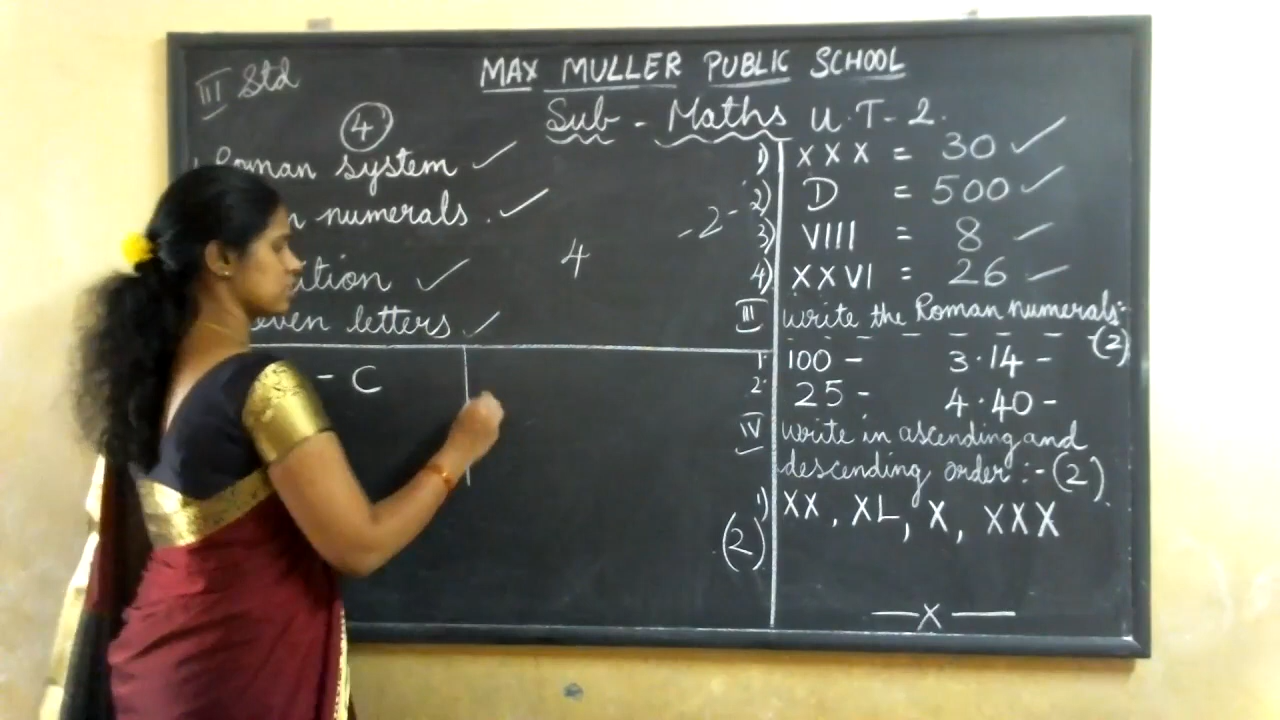 III Std
MAX MULLER PUBLIC SCHOOL
Sub - Maths U.T-2.
4
Roman system ✓
numerals. ✓
✓
even letters ✓
4
-2-
- C
1) XXX = 30 ✓
2) D = 500 ✓
3) VIII = 8 ✓
4) XXVI = 26 ✓
III write the Roman numerals:-
(2)
1. 100 - 3.14 -
2. 25 - 4.40 -
IV write in ascending and
descending order :- (2)
1) XX, XL, X, XXX
(2)
—x—